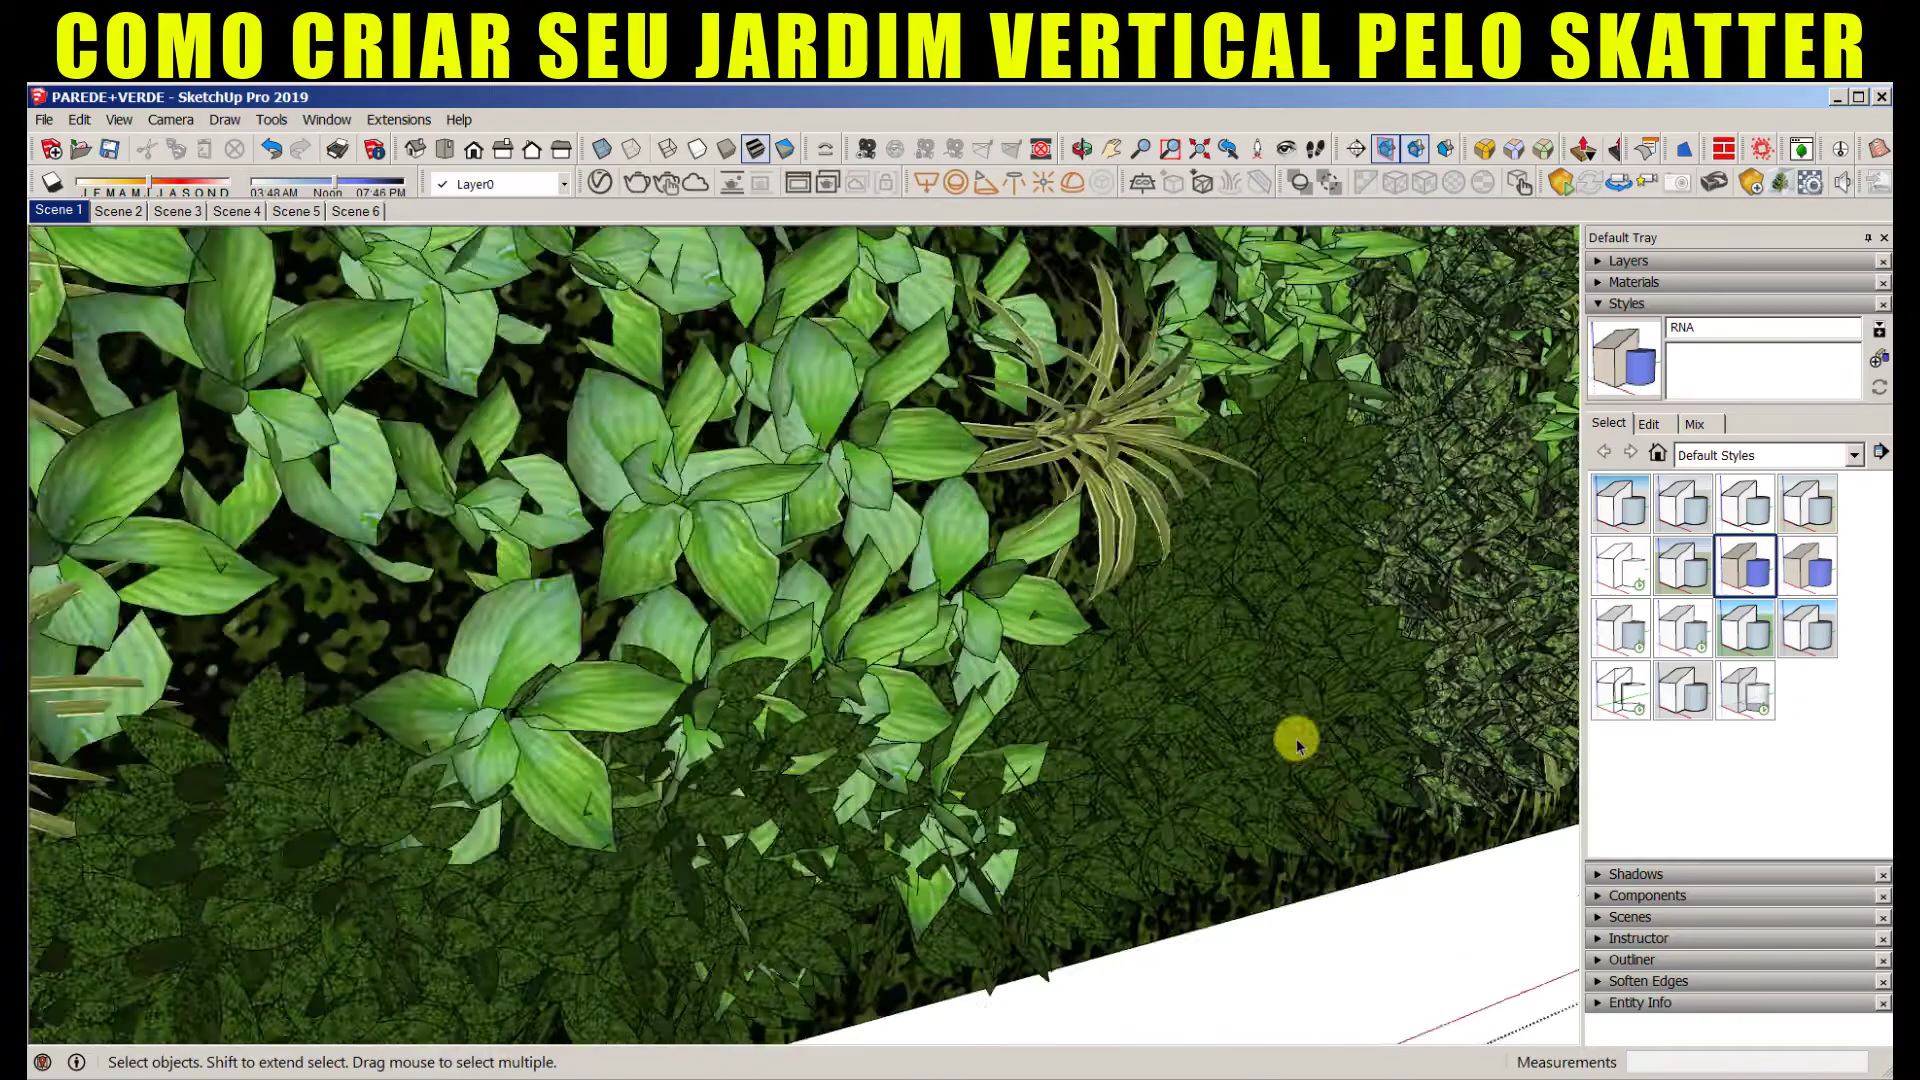 COMO CRIAR SEU JARDIM VERTICAL PELO SKATTER
PAREDE+VERDE - SketchUp Pro 2019
File Edit View Camera Draw Tools Window Extensions Help
J F M A M J J A S O N D 03:48 AM Noon 07:46 PM Layer0
Scene 1 Scene 2 Scene 3 Scene 4 Scene 5 Scene 6
Default Tray
Layers
Materials
Styles
RNA
Select Edit Mix
Default Styles
Shadows
Components
Scenes
Instructor
Outliner
Soften Edges
Entity Info
Select objects. Shift to extend select. Drag mouse to select multiple. Measurements